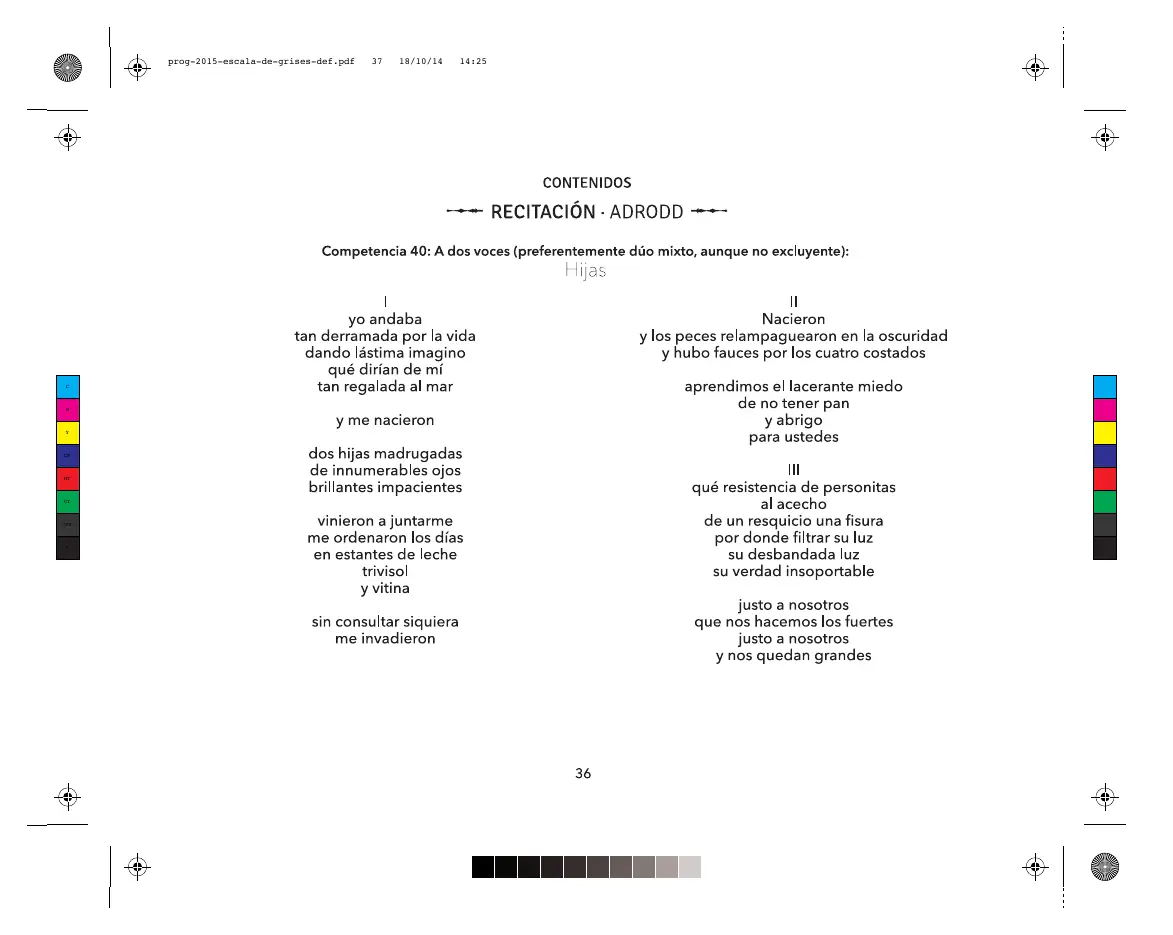 prog-2015-escala-de-grises-def.pdf 37 18/10/14 14:25
CONTENIDOS
RECITACIÓN · ADRODD
Competencia 40: A dos voces (preferentemente dúo mixto, aunque no excluyente):
Hijas
I
yo andaba
tan derramada por la vida
dando lástima imagino
qué dirían de mí
tan regalada al mar
y me nacieron
dos hijas madrugadas
de innumerables ojos
brillantes impacientes
vinieron a juntarme
me ordenaron los días
en estantes de leche
trivisol
y vitina
sin consultar siquiera
me invadieron
II
Nacieron
y los peces relampaguearon en la oscuridad
y hubo fauces por los cuatro costados
aprendimos el lacerante miedo
de no tener pan
y abrigo
para ustedes
III
qué resistencia de personitas
al acecho
de un resquicio una fisura
por donde filtrar su luz
su desbandada luz
su verdad insoportable
justo a nosotros
que nos hacemos los fuertes
justo a nosotros
y nos quedan grandes
36